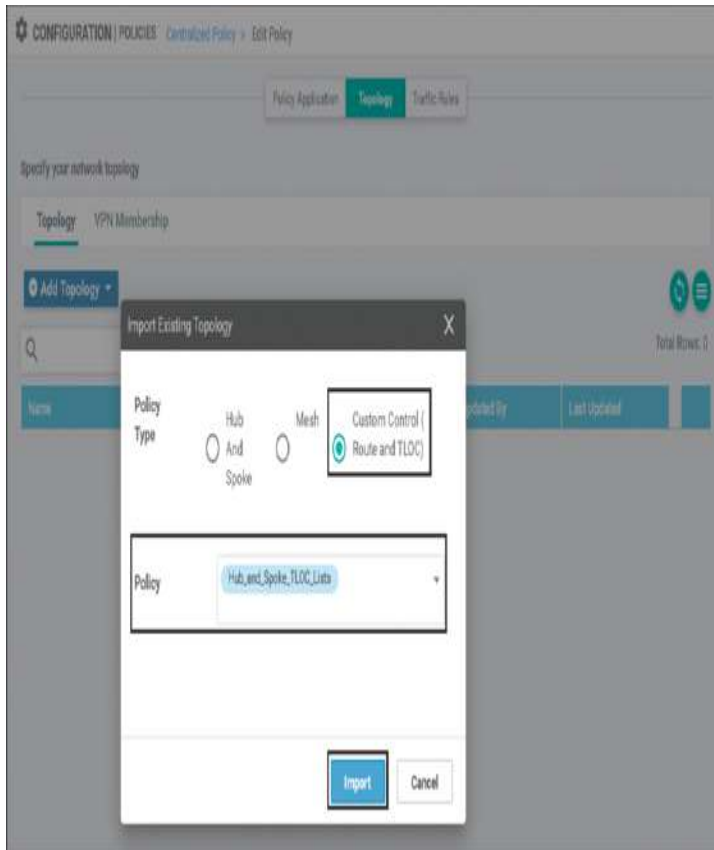 CONFIGURATION | POLICIES Centralized Policy > Edit Policy
Policy Application Topology Traffic Rules
Specify your network topology
Topology VPN Membership
Add Topology
Import Existing Topology X
Total Rows: 0
Name
pdated By Last Updated
Policy
Type
Hub
And
Spoke
Mesh
Custom Control (
Route and TLOC)
Policy Hub_and_Spoke_TLOC_Lists
Import Cancel